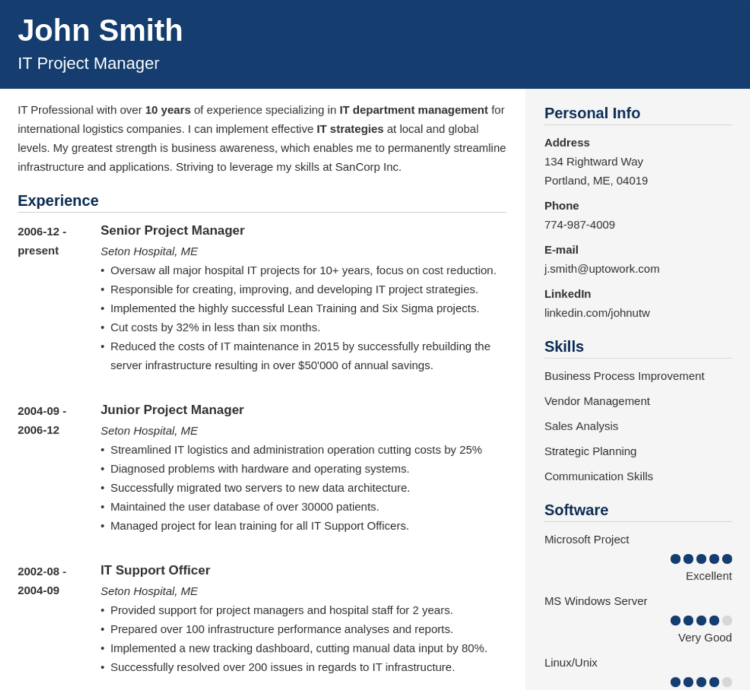 John Smith
IT Project Manager
IT Professional with over 10 years of experience specializing in IT department management for
international logistics companies. I can implement effective IT strategies at local and global
levels. My greatest strength is business awareness, which enables me to permanently streamline
infrastructure and applications. Striving to leverage my skills at SanCorp Inc.
Experience
2006-12 -
present
Senior Project Manager
Seton Hospital, ME
• Oversaw all major hospital IT projects for 10+ years, focus on cost reduction.
• Responsible for creating, improving, and developing IT project strategies.
• Implemented the highly successful Lean Training and Six Sigma projects.
• Cut costs by 32% in less than six months.
• Reduced the costs of IT maintenance in 2015 by successfully rebuilding the
server infrastructure resulting in over $50'000 of annual savings.
2004-09 -
2006-12
Junior Project Manager
Seton Hospital, ME
• Streamlined IT logistics and administration operation cutting costs by 25%
• Diagnosed problems with hardware and operating systems.
• Successfully migrated two servers to new data architecture.
• Maintained the user database of over 30000 patients.
• Managed project for lean training for all IT Support Officers.
2002-08 -
2004-09
IT Support Officer
Seton Hospital, ME
• Provided support for project managers and hospital staff for 2 years.
• Prepared over 100 infrastructure performance analyses and reports.
• Implemented a new tracking dashboard, cutting manual data input by 80%.
• Successfully resolved over 200 issues in regards to IT infrastructure.
Personal Info
Address
134 Rightward Way
Portland, ME, 04019
Phone
774-987-4009
E-mail
j.smith@uptowork.com
LinkedIn
linkedin.com/johnutw
Skills
Business Process Improvement
Vendor Management
Sales Analysis
Strategic Planning
Communication Skills
Software
Microsoft Project
Excellent
MS Windows Server
Very Good
Linux/Unix